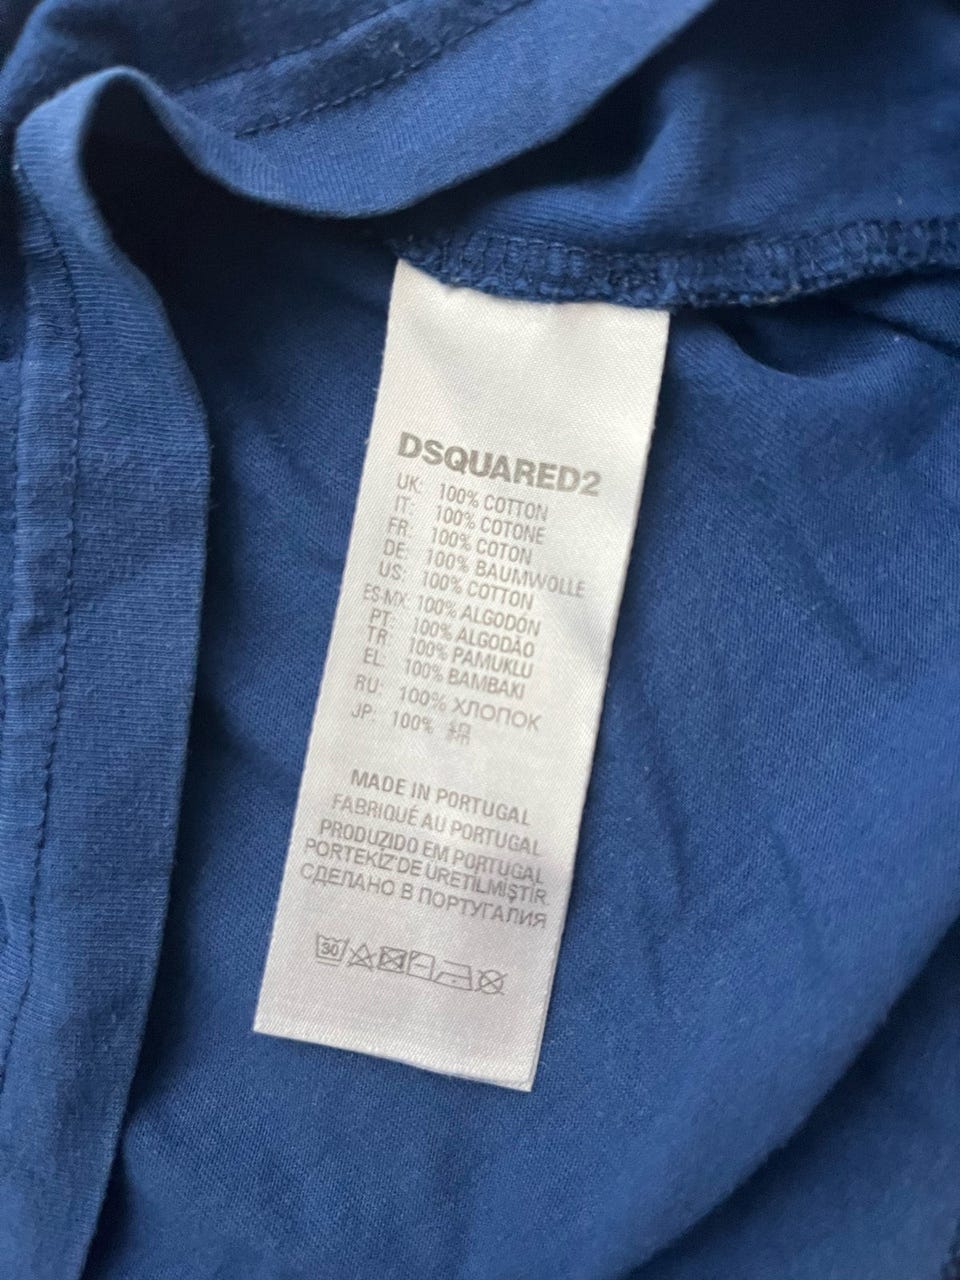 DSQUARED2
UK: 100% COTTON
IT: 100% COTONE
FR: 100% COTON
DE: 100% BAUMWOLLE
US: 100% COTTON
ES-MX: 100% ALGODÓN
PT: 100% ALGODÃO
TR: 100% PAMUKLU
EL: 100% BAMBAKI
RU: 100% ХЛОПОК
JP: 100% 綿
MADE IN PORTUGAL
FABRIQUÉ AU PORTUGAL
PRODUZIDO EM PORTUGAL
PORTEKİZ'DE ÜRETİLMİŞTİR
СДЕЛАНО В ПОРТУГАЛИЯ
30